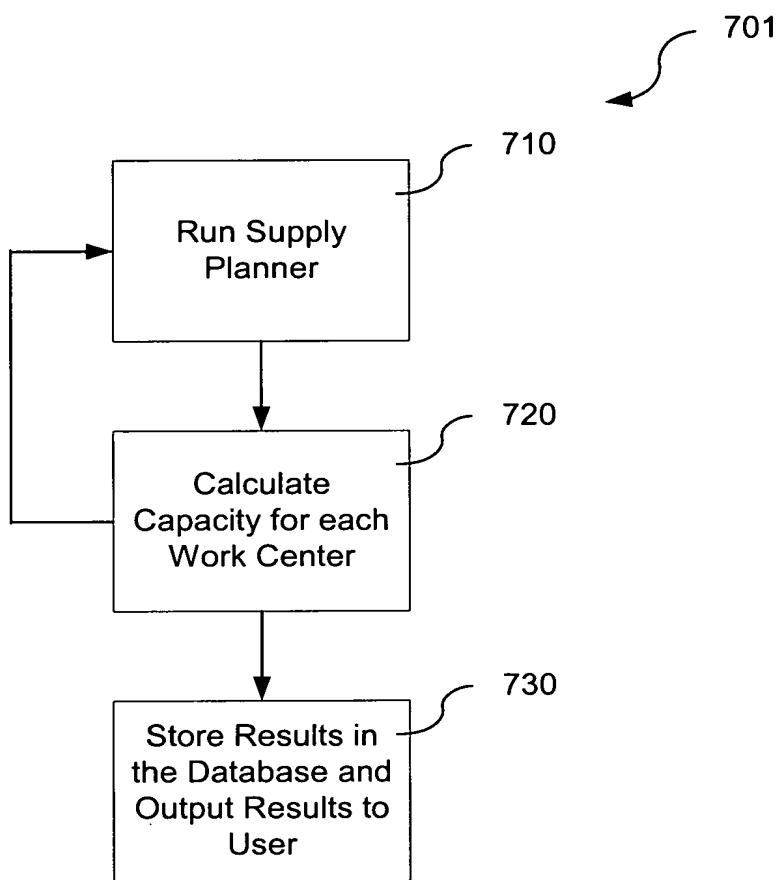 701
710
Run Supply
Planner
720
Calculate
Capacity for each
Work Center
730
Store Results in
the Database and
Output Results to
User